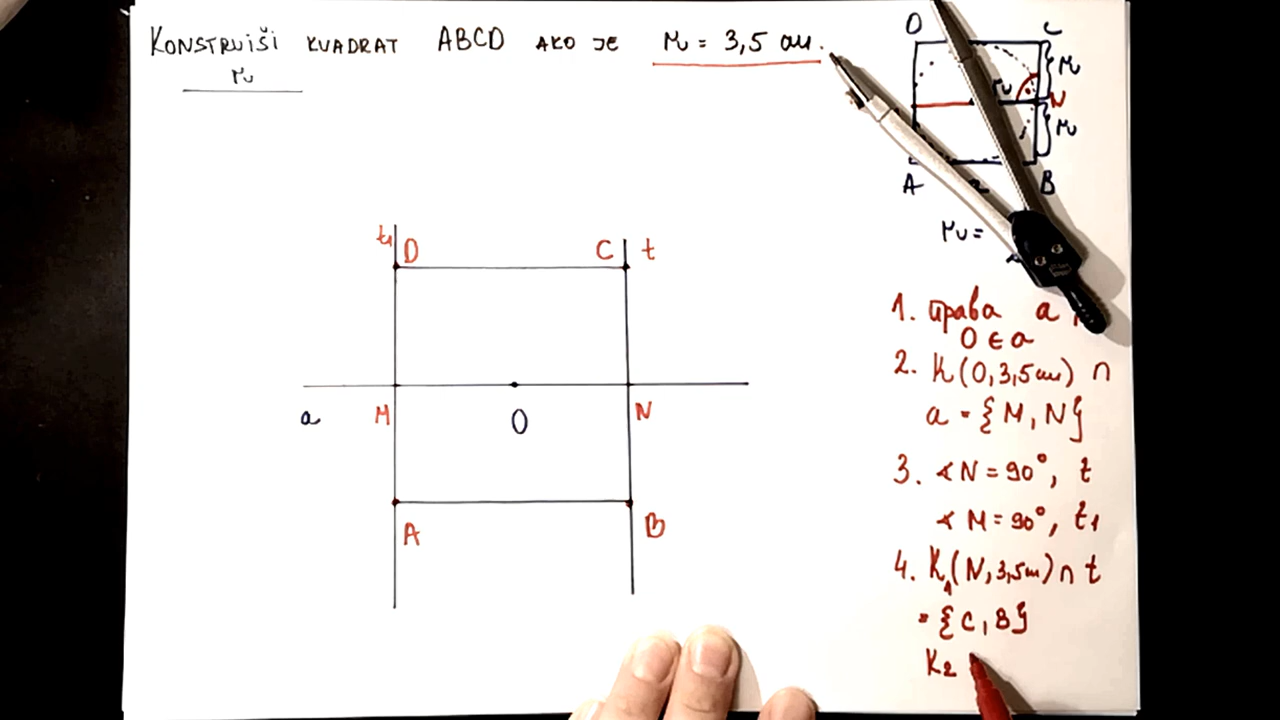 KONSTRUIŠI KVADRAT ABCD AKO JE ru = 3,5 cm.
ru
D C
ru
ru N
ru
A a B
ru =
t1 D C t
a M O N
A B
1. права a
O ∈ a
2. K(O,3,5cm) ∩
a = {M, N}
3. ∢ N = 90°, t
∢ M = 90°, t1
4. K1(N,3,5cm) ∩ t
= {C, B}
K2